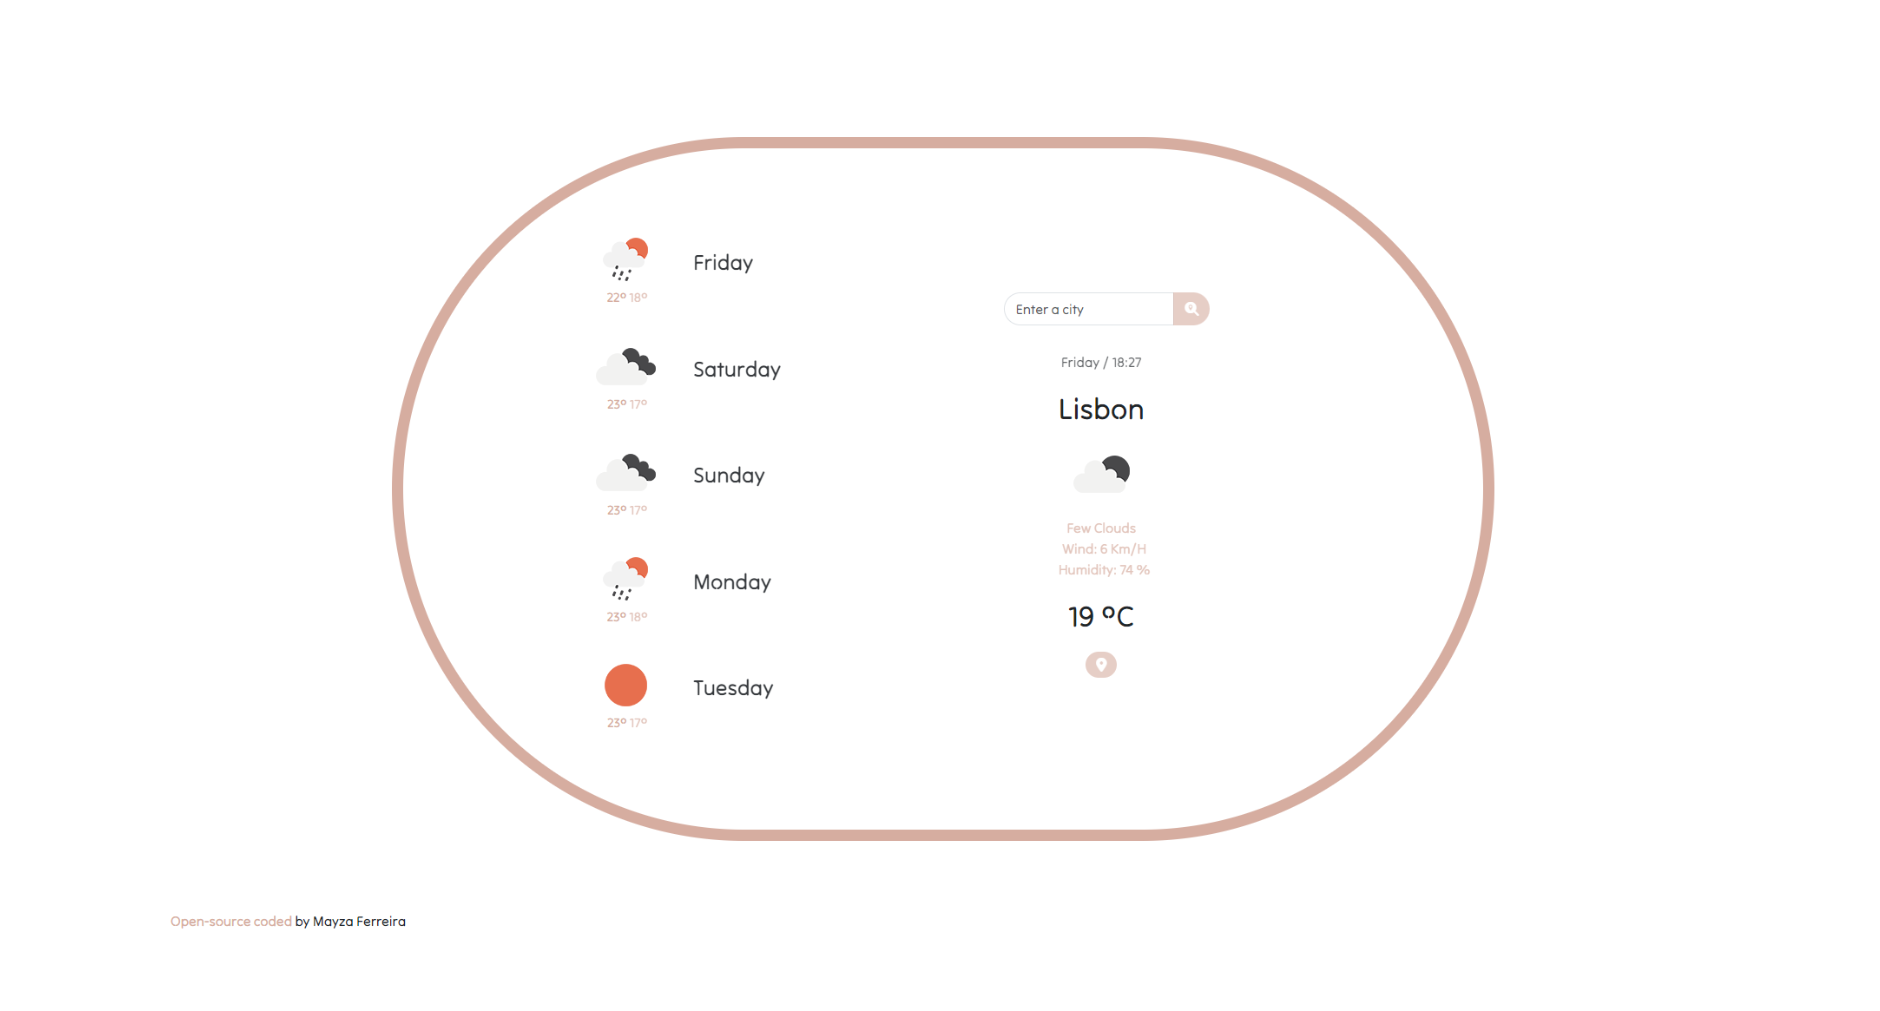 Friday
22º 18º
Saturday
23º 17º
Sunday
23º 17º
Monday
23º 18º
Tuesday
23º 17º
Enter a city
Friday / 18:27
Lisbon
Few Clouds
Wind: 6 Km/H
Humidity: 74 %
19 ºC
Open-source coded by Mayza Ferreira